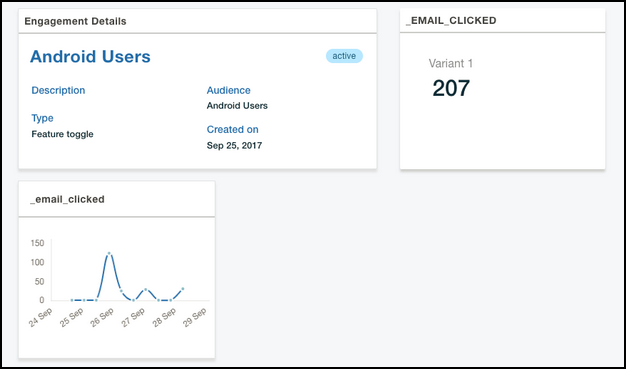 Engagement Details
Android Users
active
Description
Type
Feature toggle
Audience
Android Users
Created on
Sep 25, 2017
_EMAIL_CLICKED
Variant 1
207
_email_clicked
150
100
50
0
24 Sep
25 Sep
26 Sep
27 Sep
28 Sep
29 Sep